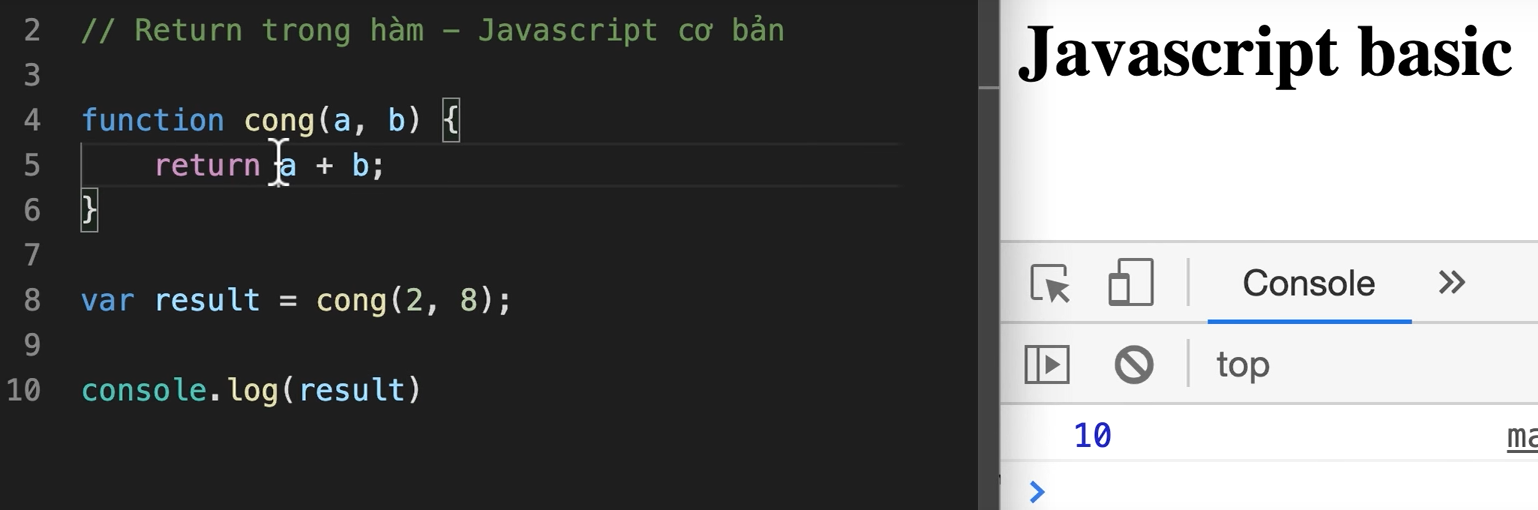 2 // Return trong hàm - Javascript cơ bản
3
4 function cong(a, b) {
5 return a + b;
6 }
7
8 var result = cong(2, 8);
9
10 console.log(result)
Javascript basic
Console »
top
10
>